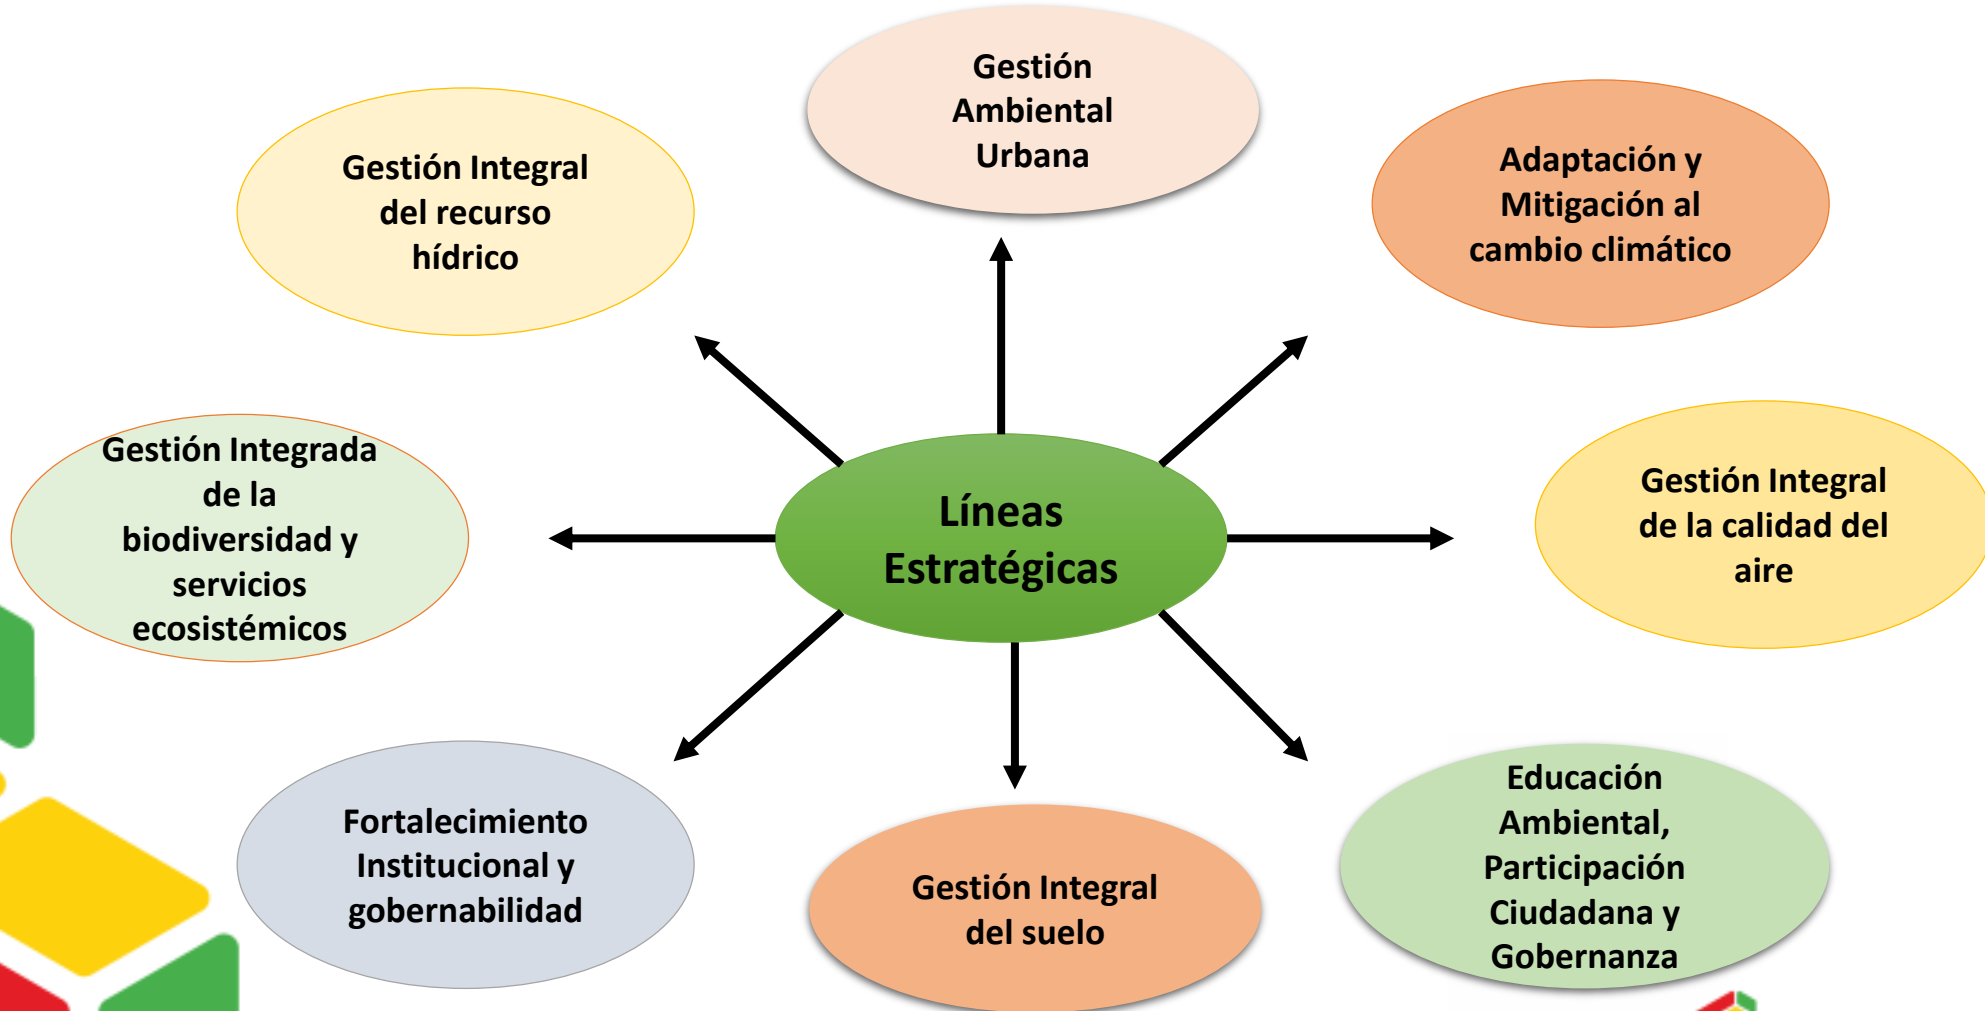 Gestión
Ambiental
Urbana
Gestión Integral
del recurso
hídrico
Adaptación y
Mitigación al
cambio climático
Gestión Integrada
de la
biodiversidad y
servicios
ecosistémicos
Líneas
Estratégicas
Gestión Integral
de la calidad del
aire
Fortalecimiento
Institucional y
gobernabilidad
Gestión Integral
del suelo
Educación
Ambiental,
Participación
Ciudadana y
Gobernanza